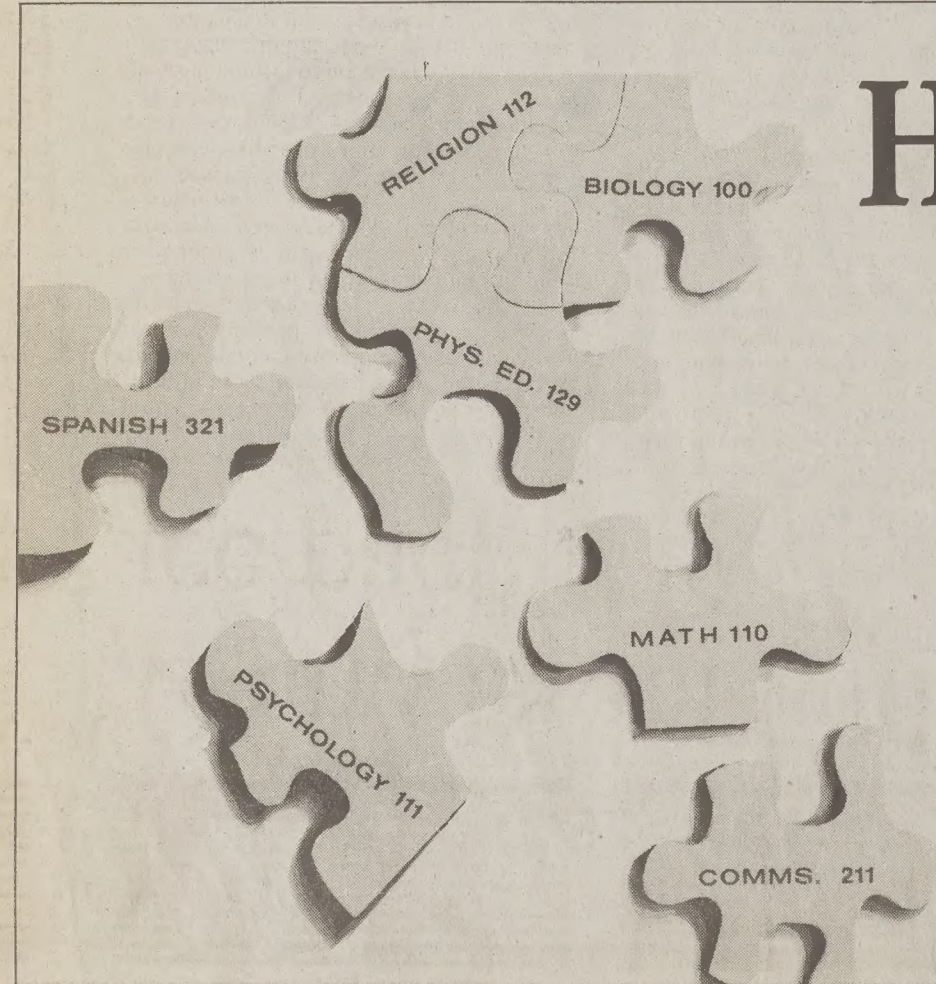 RELIGION 112
BIOLOGY 100
H
PHYS. ED. 129
SPANISH 321
MATH 110
PSYCHOLOGY 111
COMMS. 211